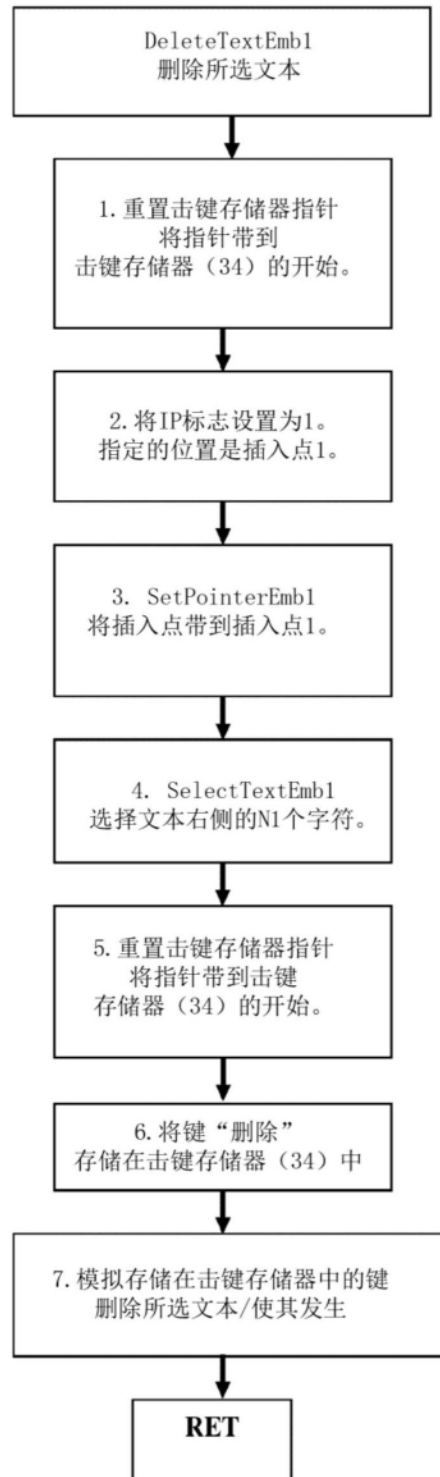 DeleteTextEmb1
删除所选文本
1.重置击键存储器指针
将指针带到
击键存储器（34）的开始。
2.将IP标志设置为1。
指定的位置是插入点1。
3. SetPointerEmb1
将插入点带到插入点1。
4. SelectTextEmb1
选择文本右侧的N1个字符。
5.重置击键存储器指针
将指针带到击键
存储器（34）的开始。
6.将键“删除”
存储在击键存储器（34）中
7.模拟存储在击键存储器中的键
删除所选文本/使其发生
RET